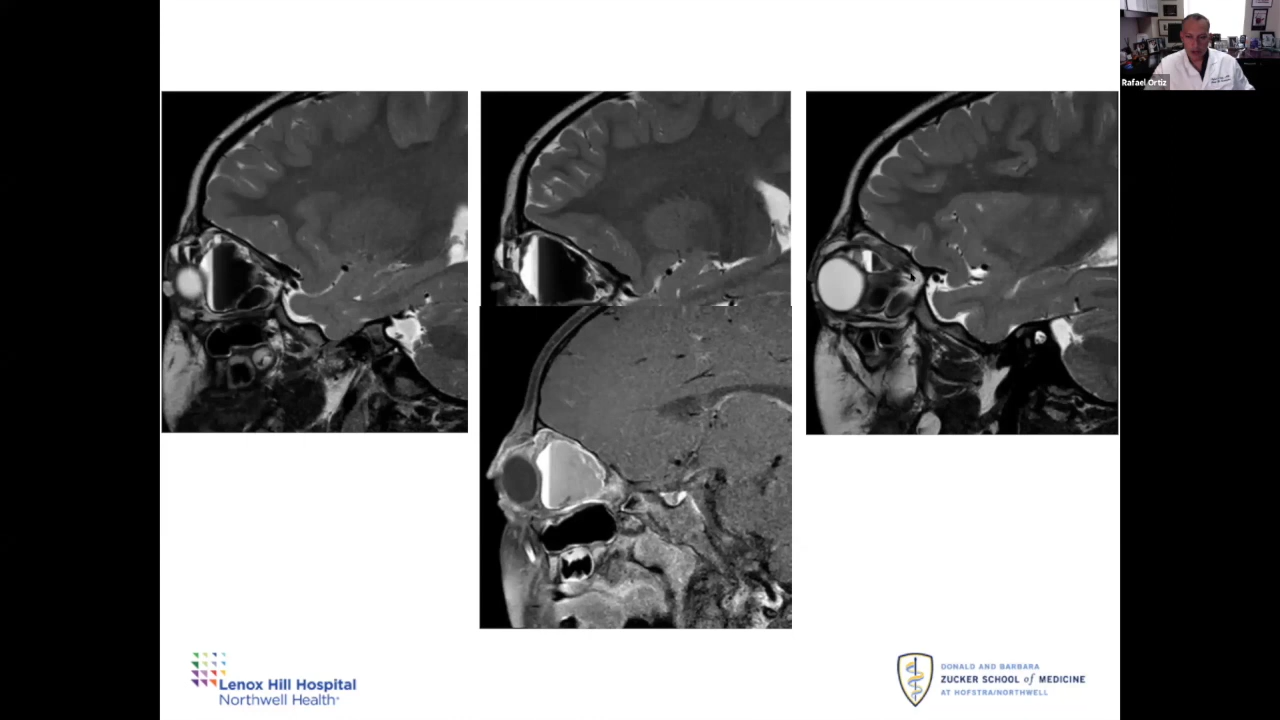 Rafael Ortiz
Lenox Hill Hospital
Northwell Health
DONALD AND BARBARA
ZUCKER SCHOOL of MEDICINE
AT HOFSTRA/NORTHWELL